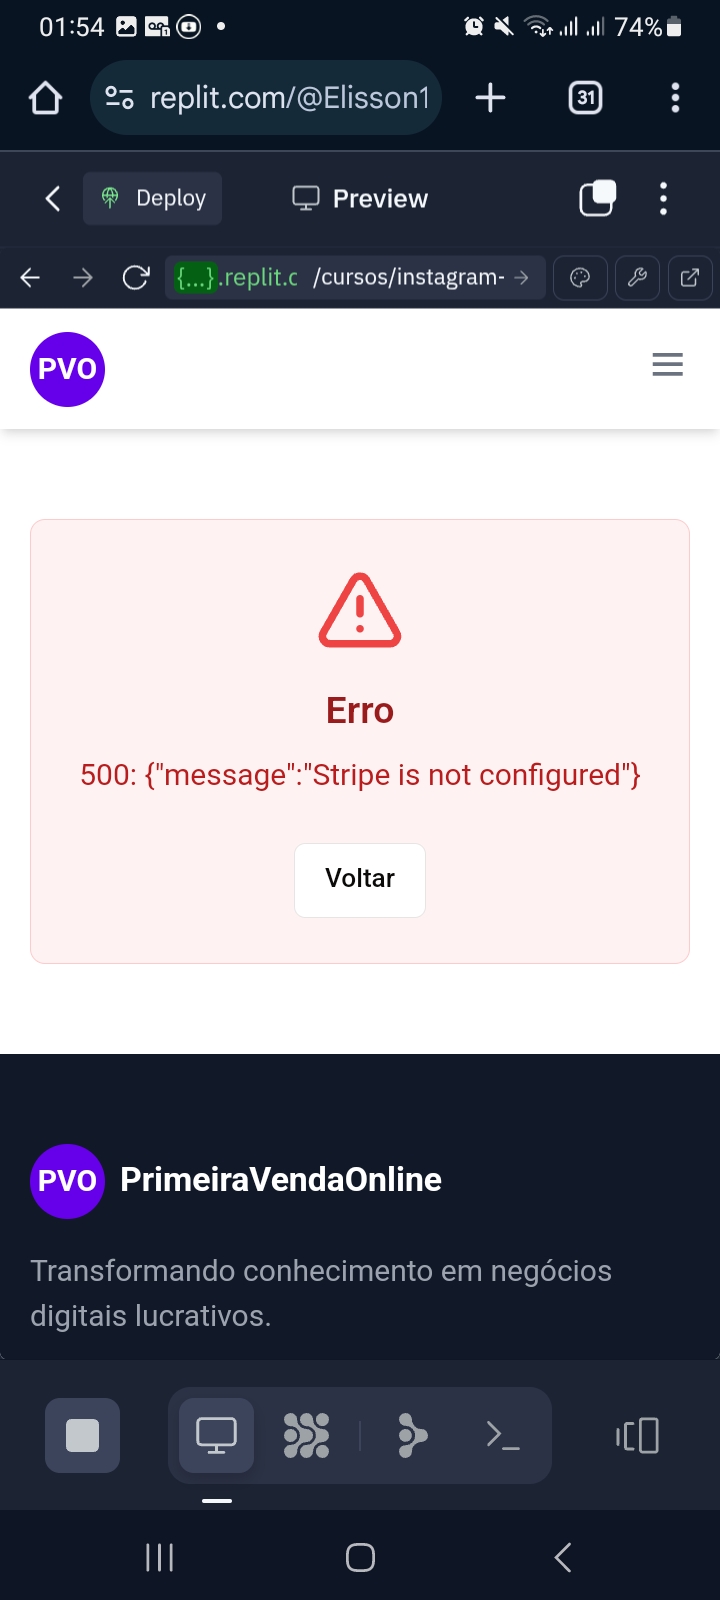 01:54
74%
replit.com/@Elisson1
31
Deploy
Preview
{...}.replit.c /cursos/instagram-
PVO
Erro
500: {"message":"Stripe is not configured"}
Voltar
PVO PrimeiraVendaOnline
Transformando conhecimento em negócios
digitais lucrativos.